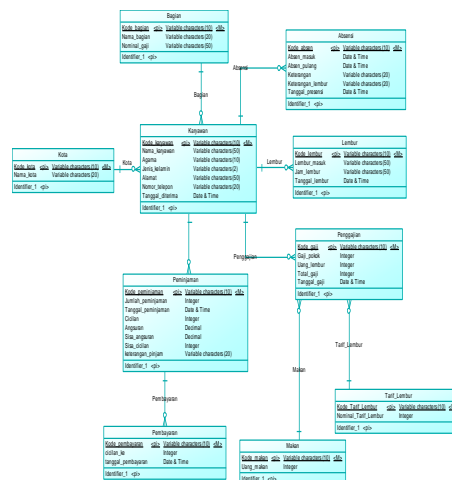 Bagian
Kode_bagian <pi> Variable characters (10) <M>
Nama_bagian Variable characters (20)
Nominal_gaji Variable characters (50)
Identifier_1 <pi>
Absensi
Kode_absen <pi> Variable characters (10) <M>
Absen_masuk Date & Time
Absen_pulang Date & Time
Keterangan Variable characters (20)
Keterangan_lembur Variable characters (20)
Tanggal_presensi Date & Time
Identifier_1 <pi>
Absensi
Bagian
Karyawan
Kode_karyawan <pi> Variable characters (10) <M>
Nama_karyawan Variable characters (50)
Agama Variable characters (10)
Jenis_kelamin Variable characters (2)
Alamat Variable characters (50)
Nomor_telepon Variable characters (20)
Tanggal_diterima Date & Time
Identifier_1 <pi>
Kota
Kode_kota <pi> Variable characters (10) <M>
Nama_kota Variable characters (20)
Identifier_1 <pi>
Kota
Lembur
Lembur
Kode_lembur <pi> Variable characters (10) <M>
Lembur_masuk Variable characters (50)
Jam_lembur Variable characters (50)
Tanggal_lembur Date & Time
Identifier_1 <pi>
Penggajian
Penggajian
Kode_gaji <pi> Variable characters (10) <M>
Gaji_pokok Integer
Uang_lembur Integer
Total_gaji Integer
Tanggal_gaji Date & Time
Identifier_1 <pi>
Peminjaman
Kode_peminjaman <pi> Variable characters (10) <M>
Jumlah_peminjaman Integer
Tanggal_peminjaman Date & Time
Cicilan Integer
Angsuran Decimal
Sisa_angsuran Decimal
Sisa_cicilan Integer
keterangan_pinjam Variable characters (20)
Identifier_1 <pi>
Tarif_Lembur
Makan
Pembayaran
Tarif_Lembur
Kode_Tarif_Lembur <pi> Variable characters (10) <M>
Nominal_Tarif_Lembur Integer
Identifier_1 <pi>
Pembayaran
Kode_pembayaran <pi> Variable characters (10) <M>
cicilan_ke Integer
tanggal_pembayaran Date & Time
Identifier_1 <pi>
Makan
Kode_makan <pi> Variable characters (10) <M>
Uang_makan Integer
Identifier_1 <pi>